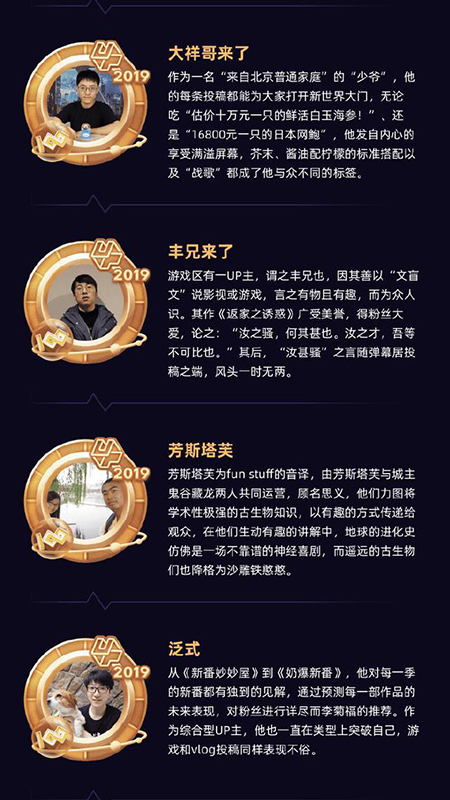 2019
大祥哥来了
作为一名“来自北京普通家庭”的“少爷”，他
的每条投稿都能为大家打开新世界大门，无论
吃“估价十万元一只的鲜活白玉海参！”、还
是“16800元一只的日本网鲍”，他发自内心的
享受满溢屏幕，芥末、酱油配柠檬的标准搭配以
及“战歌”都成了他与众不同的标签。
2019
丰兄来了
游戏区有一UP主，谓之丰兄也，因其善以“文盲
文”说影视或游戏，言之有物且有趣，而为众人
识。其作《返家之诱惑》广受美誉，得粉丝大
爱，论之：“汝之骚，何其甚也。汝之才，吾等
不可比也。”其后，“汝甚骚”之言随弹幕居投
稿之端，风头一时无两。
2019
芳斯塔芙
芳斯塔芙为fun stuff的音译，由芳斯塔芙与城主
鬼谷藏龙两人共同运营，顾名思义，他们力图将
学术性极强的古生物知识，以有趣的方式传递给
观众，在他们生动有趣的讲解中，地球的进化史
仿佛是一场不靠谱的神经喜剧，而遥远的古生物
们也降格为沙雕铁憨憨。
2019
泛式
从《新番妙妙屋》到《奶爆新番》，他对每一季
的新番都有独到的见解，通过预测每一部作品的
未来表现，对粉丝进行详尽而李菊福的推荐。作
为综合型UP主，他也一直在类型上突破自己，游
戏和vlog投稿同样表现不俗。